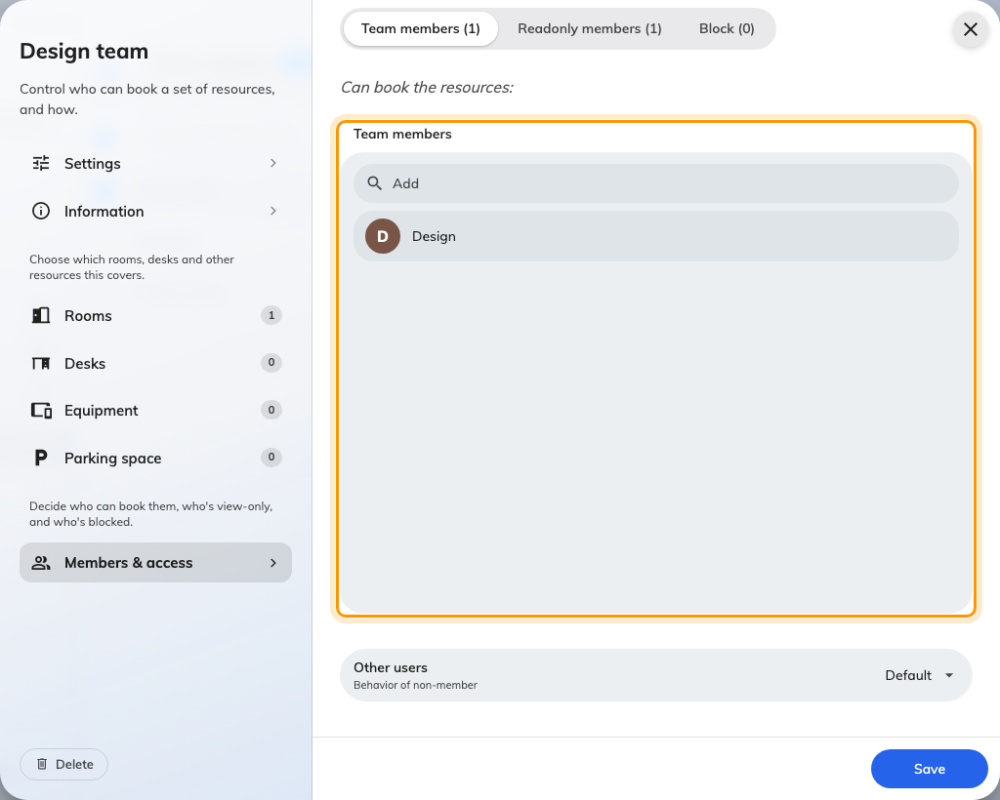 Design team
Control who can book a set of resources,
and how.
Settings
Information
Choose which rooms, desks and other
resources this covers.
Rooms
1
Desks
0
Equipment
0
Parking space
0
Decide who can book them, who's view-only,
and who's blocked.
Members & access
Delete
Team members (1)
Readonly members (1)
Block (0)
Can book the resources:
Team members
Add
D
Design
Other users
Behavior of non-member
Default
Save